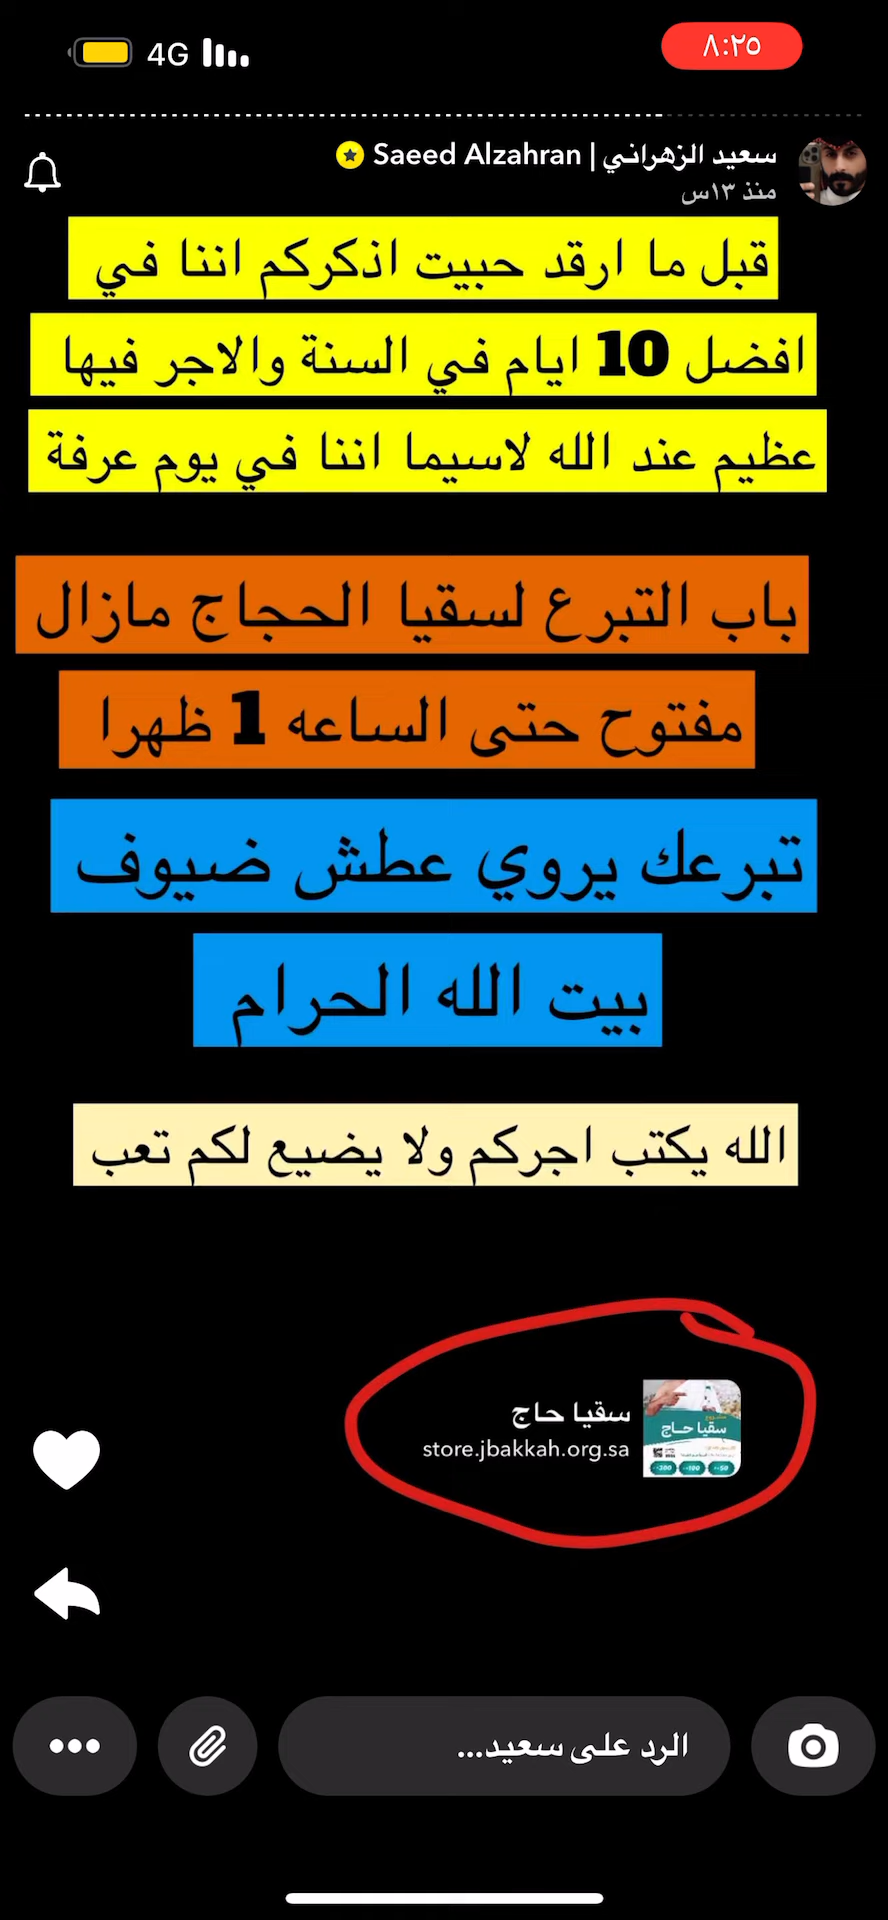 4G ٨:٢٥
سعيد الزهراني | Saeed Alzahran
منذ ١٣س
قبل ما ارقد حبيت اذكركم اننا في
افضل 10 ايام في السنة والاجر فيها
عظيم عند الله لاسيما اننا في يوم عرفة
باب التبرع لسقيا الحجاج مازال
مفتوح حتى الساعه 1 ظهرا
تبرعك يروي عطش ضيوف
بيت الله الحرام
الله يكتب اجركم ولا يضيع لكم تعب
سقيا حاج
store.jbakkah.org.sa
سقيا حاج
الرد على سعيد...